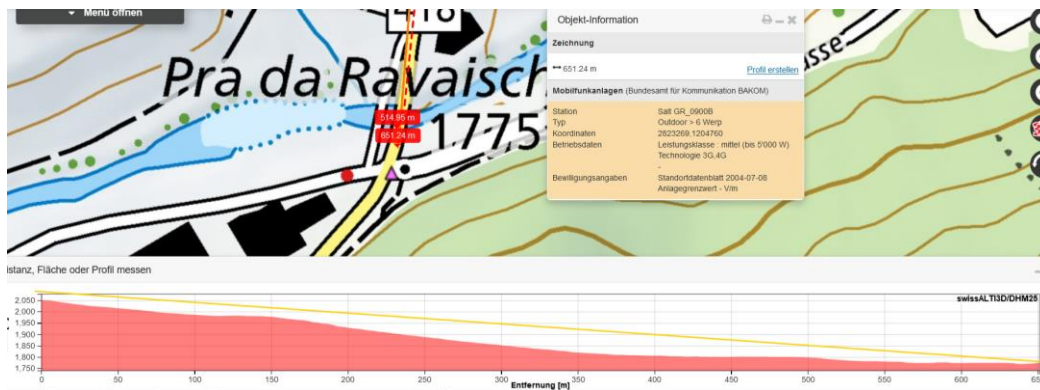 Menü öffnen
418
Pra da Ravaisch
1775
514.95 m
651.24 m
sse
Objekt-Information
Zeichnung
651.24 m Profil erstellen
Mobilfunkanlagen (Bundesamt für Kommunikation BAKOM)
Station Salt GR_0900B
Typ Outdoor > 6 Werp
Koordinaten 2823269,1204760
Betriebsdaten Leistungsklasse : mittel (bis 5'000 W)
Technologie 3G,4G
-
Bewilligungsangaben Standortdatenblatt 2004-07-08
Anlagegrenzwert - V/m
istanz, Fläche oder Profil messen
swissALTI3D/DHM25
2.050
2.000
1.950
1.900
1.850
1.800
1.750
0 50 100 150 200 250 300 350 400 450 500 550 600 650
Entfernung [m]